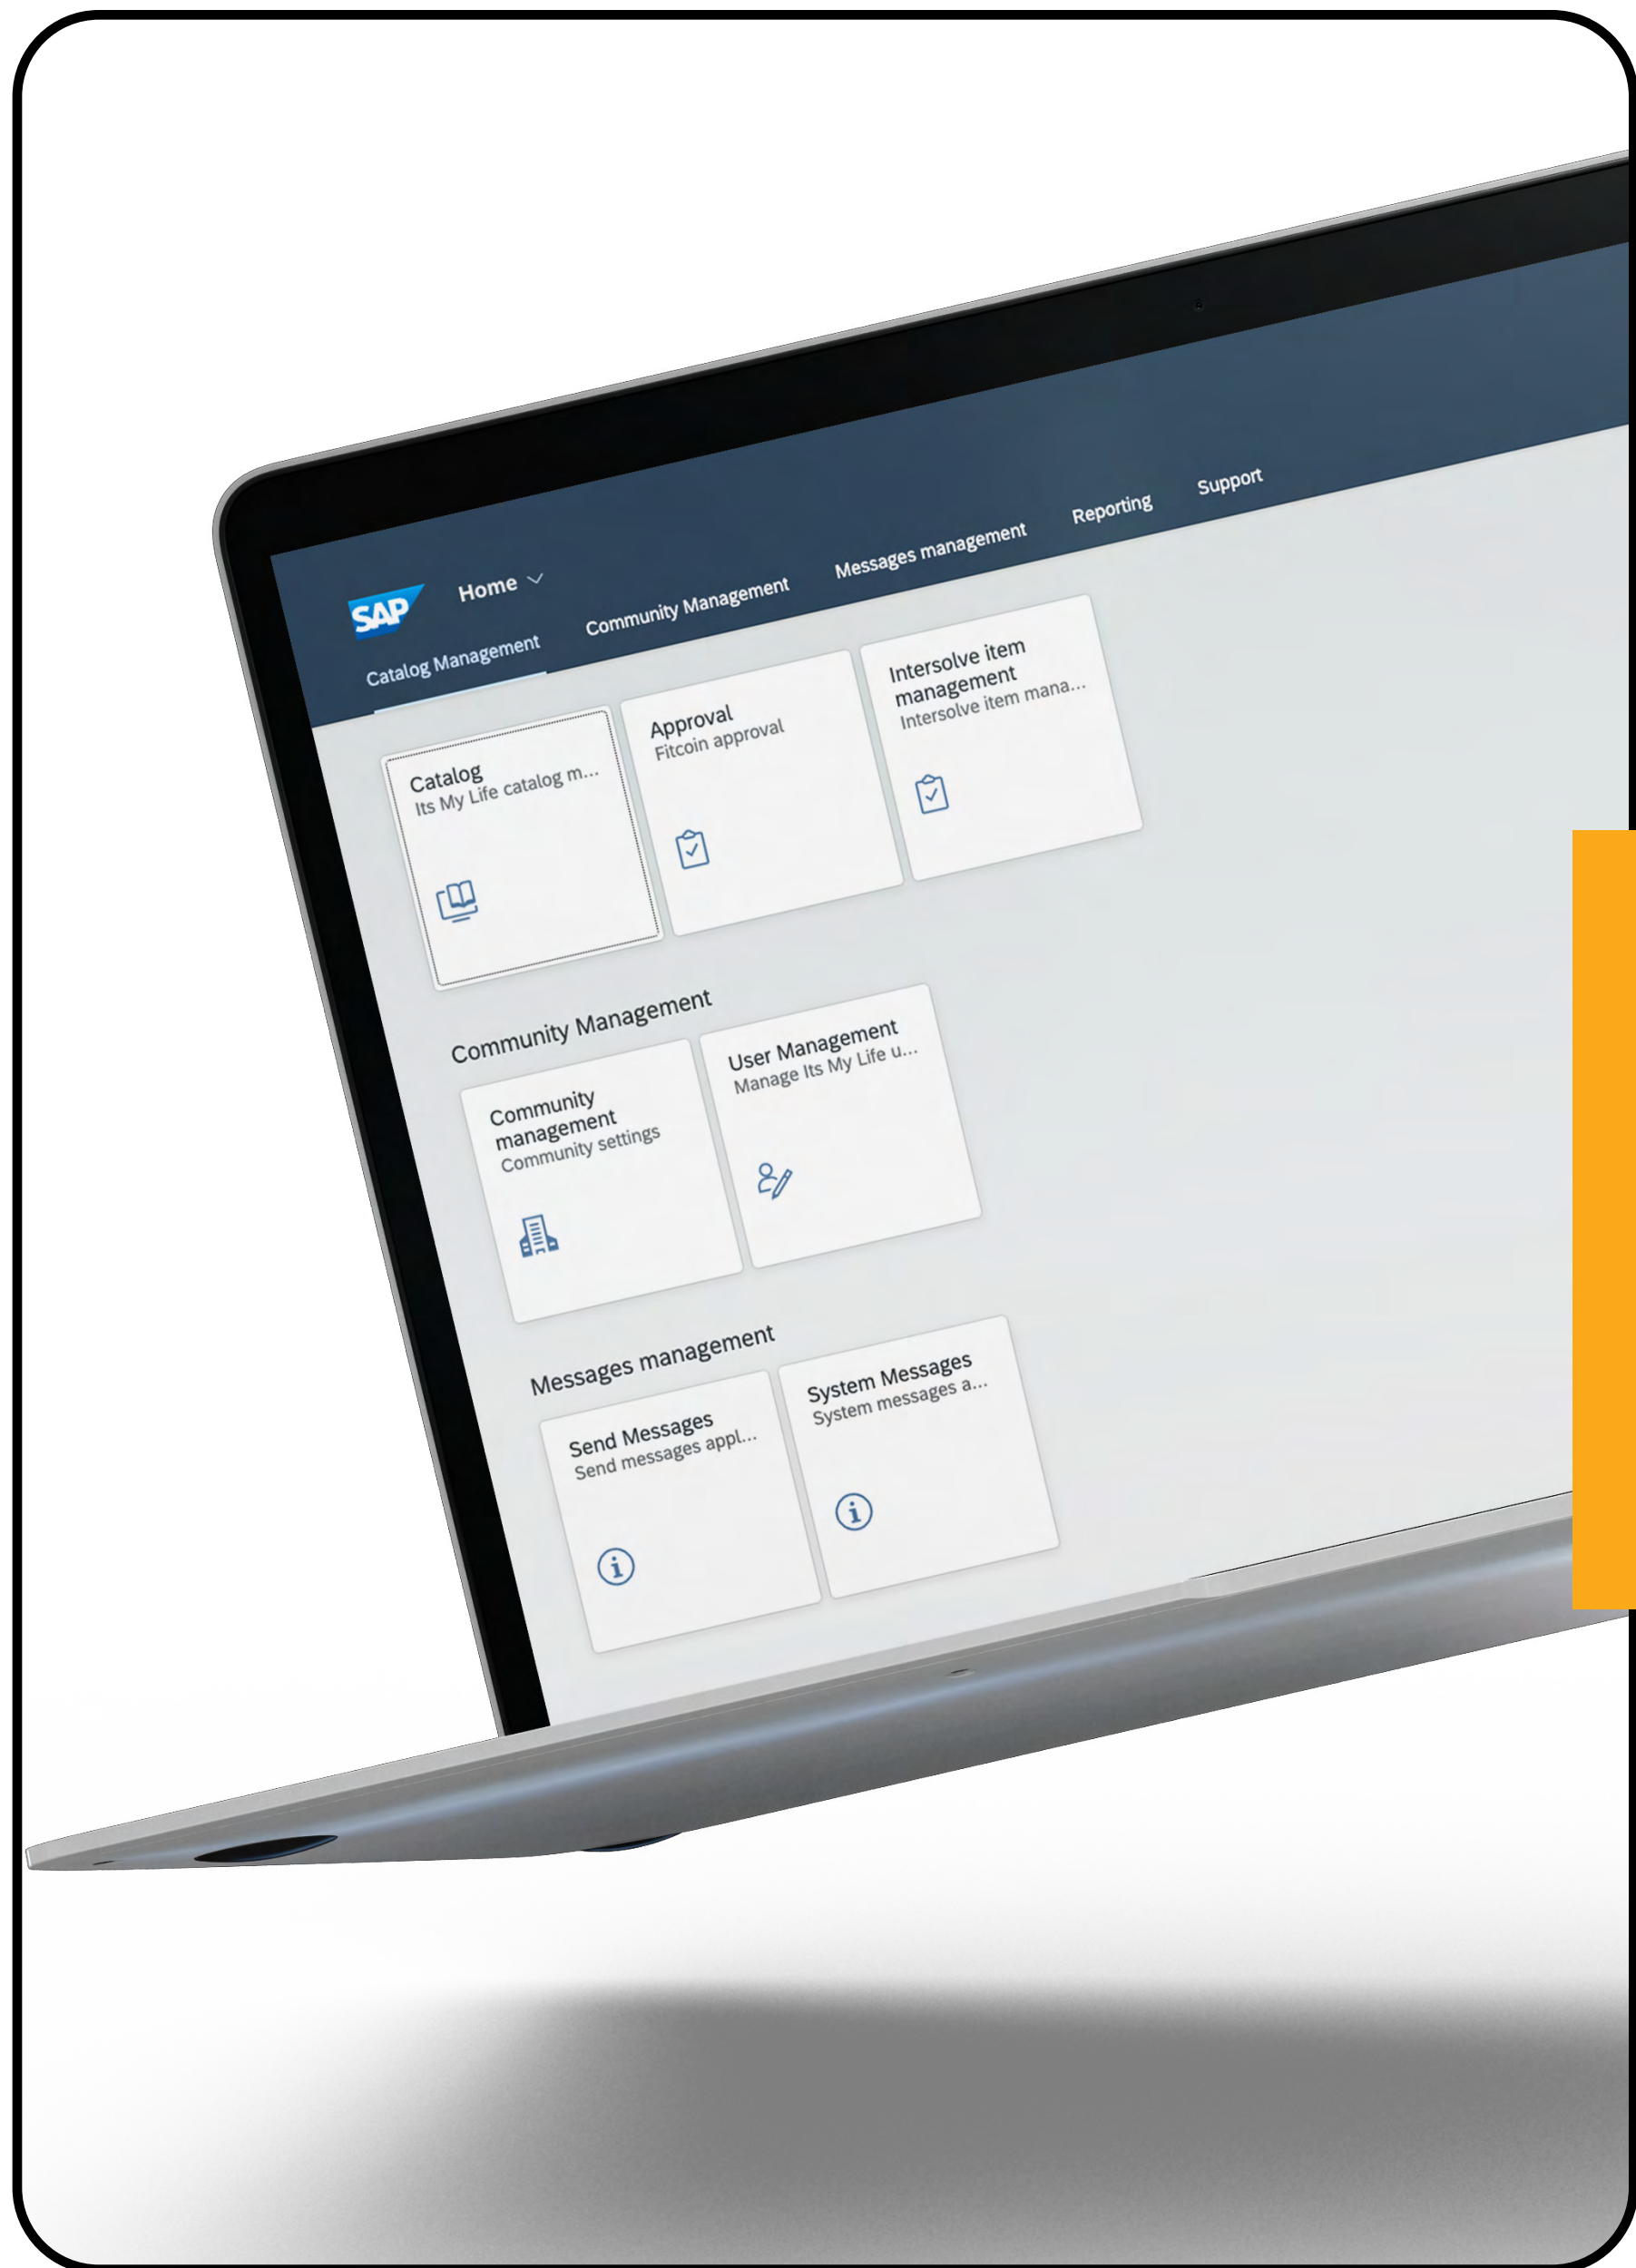 SAP
Home
Catalog Management
Community Management
Messages management
Reporting
Support
Catalog
Its My Life catalog m...
Approval
Fitcoin approval
Intersolve item
management
Intersolve item mana...
Community Management
Community
management
Community settings
User Management
Manage Its My Life u...
Messages management
Send Messages
Send messages appl...
System Messages
System messages a...